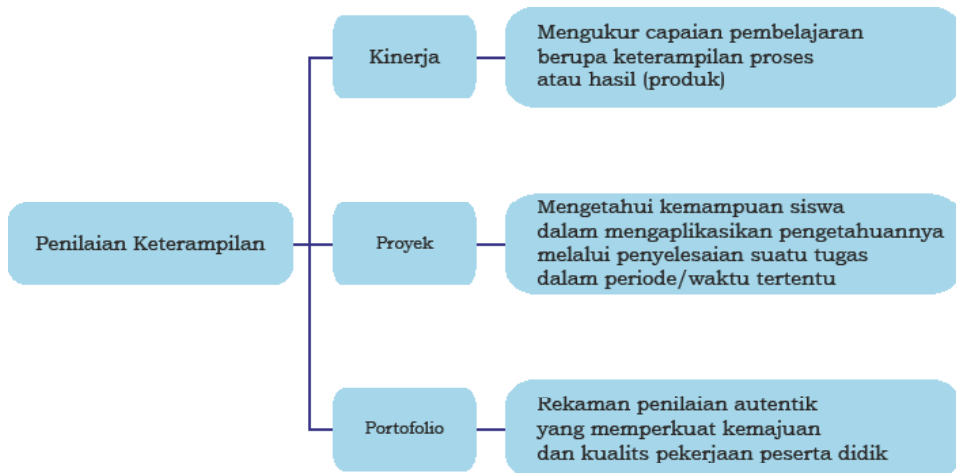 Kinerja
Mengukur capaian pembelajaran
berupa keterampilan proses
atau hasil (produk)
Penilaian Keterampilan
Proyek
Mengetahui kemampuan siswa
dalam mengaplikasikan pengetahuannya
melalui penyelesaian suatu tugas
dalam periode/waktu tertentu
Portofolio
Rekaman penilaian autentik
yang memperkuat kemajuan
dan kualits pekerjaan peserta didik